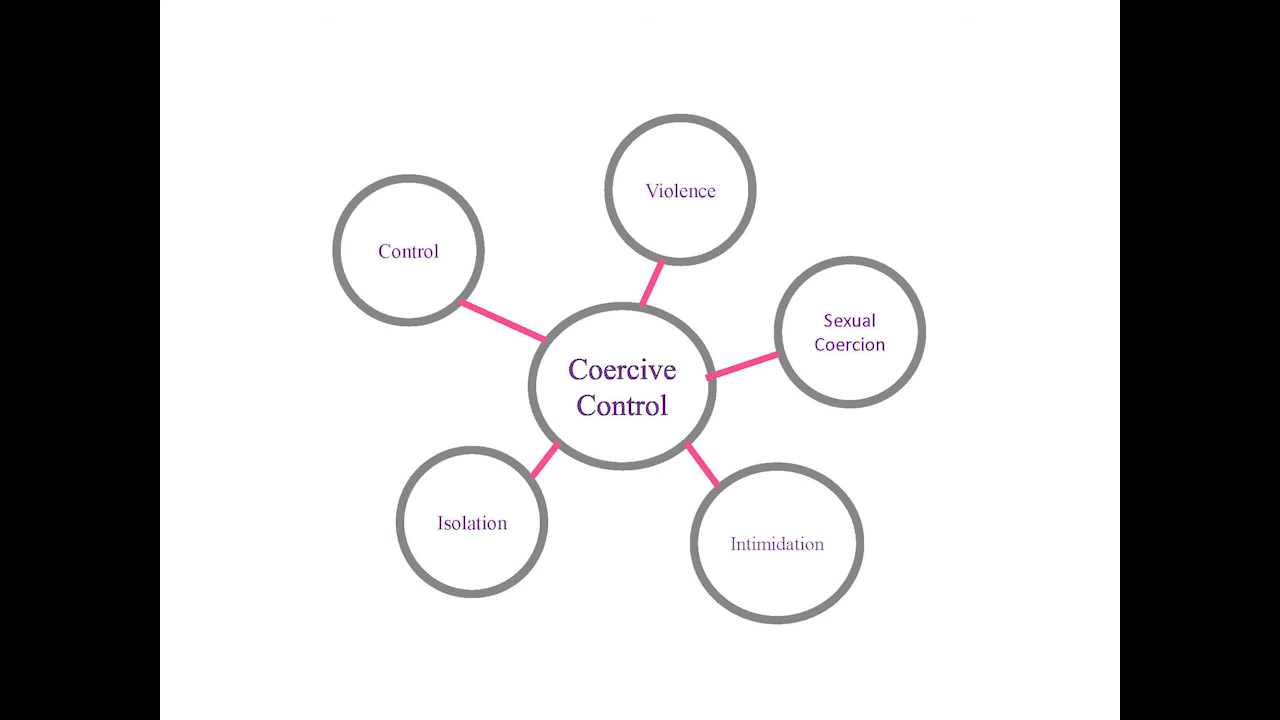 Violence
Control
Sexual
Coercion
Coercive
Control
Isolation
Intimidation